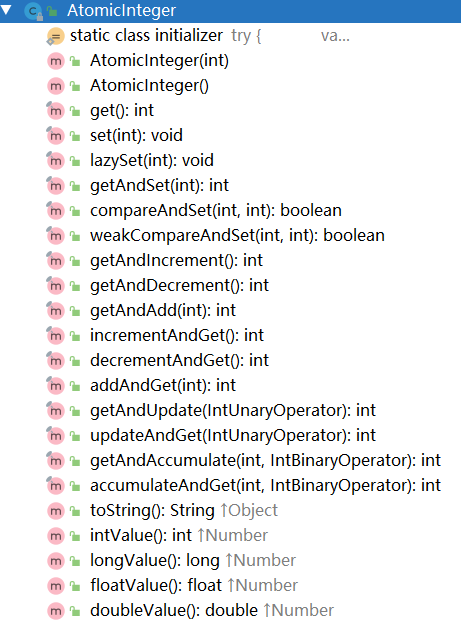 AtomicInteger
static class initializer try { va...
AtomicInteger(int)
AtomicInteger()
get(): int
set(int): void
lazySet(int): void
getAndSet(int): int
compareAndSet(int, int): boolean
weakCompareAndSet(int, int): boolean
getAndIncrement(): int
getAndDecrement(): int
getAndAdd(int): int
incrementAndGet(): int
decrementAndGet(): int
addAndGet(int): int
getAndUpdate(IntUnaryOperator): int
updateAndGet(IntUnaryOperator): int
getAndAccumulate(int, IntBinaryOperator): int
accumulateAndGet(int, IntBinaryOperator): int
toString(): String ↑Object
intValue(): int ↑Number
longValue(): long ↑Number
floatValue(): float ↑Number
doubleValue(): double ↑Number